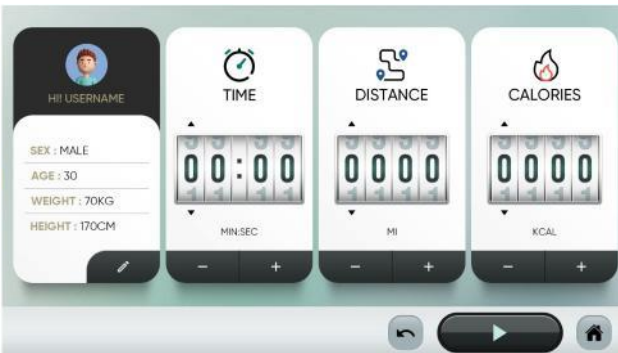 HI! USERNAME
SEX : MALE
AGE : 30
WEIGHT : 70KG
HEIGHT : 170CM
TIME
00:00
MIN:SEC
− +
DISTANCE
0000
MI
− +
CALORIES
0000
KCAL
− +